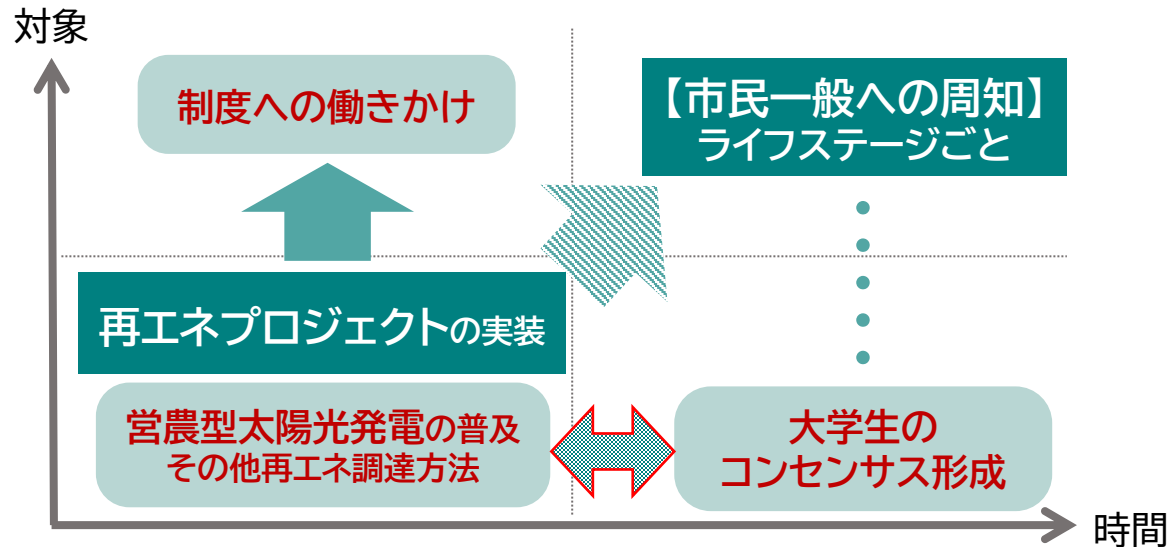 対象
制度への働きかけ
【市民一般への周知】
ライフステージごと
再エネプロジェクトの実装
営農型太陽光発電の普及
その他再エネ調達方法
大学生の
コンセンサス形成
時間